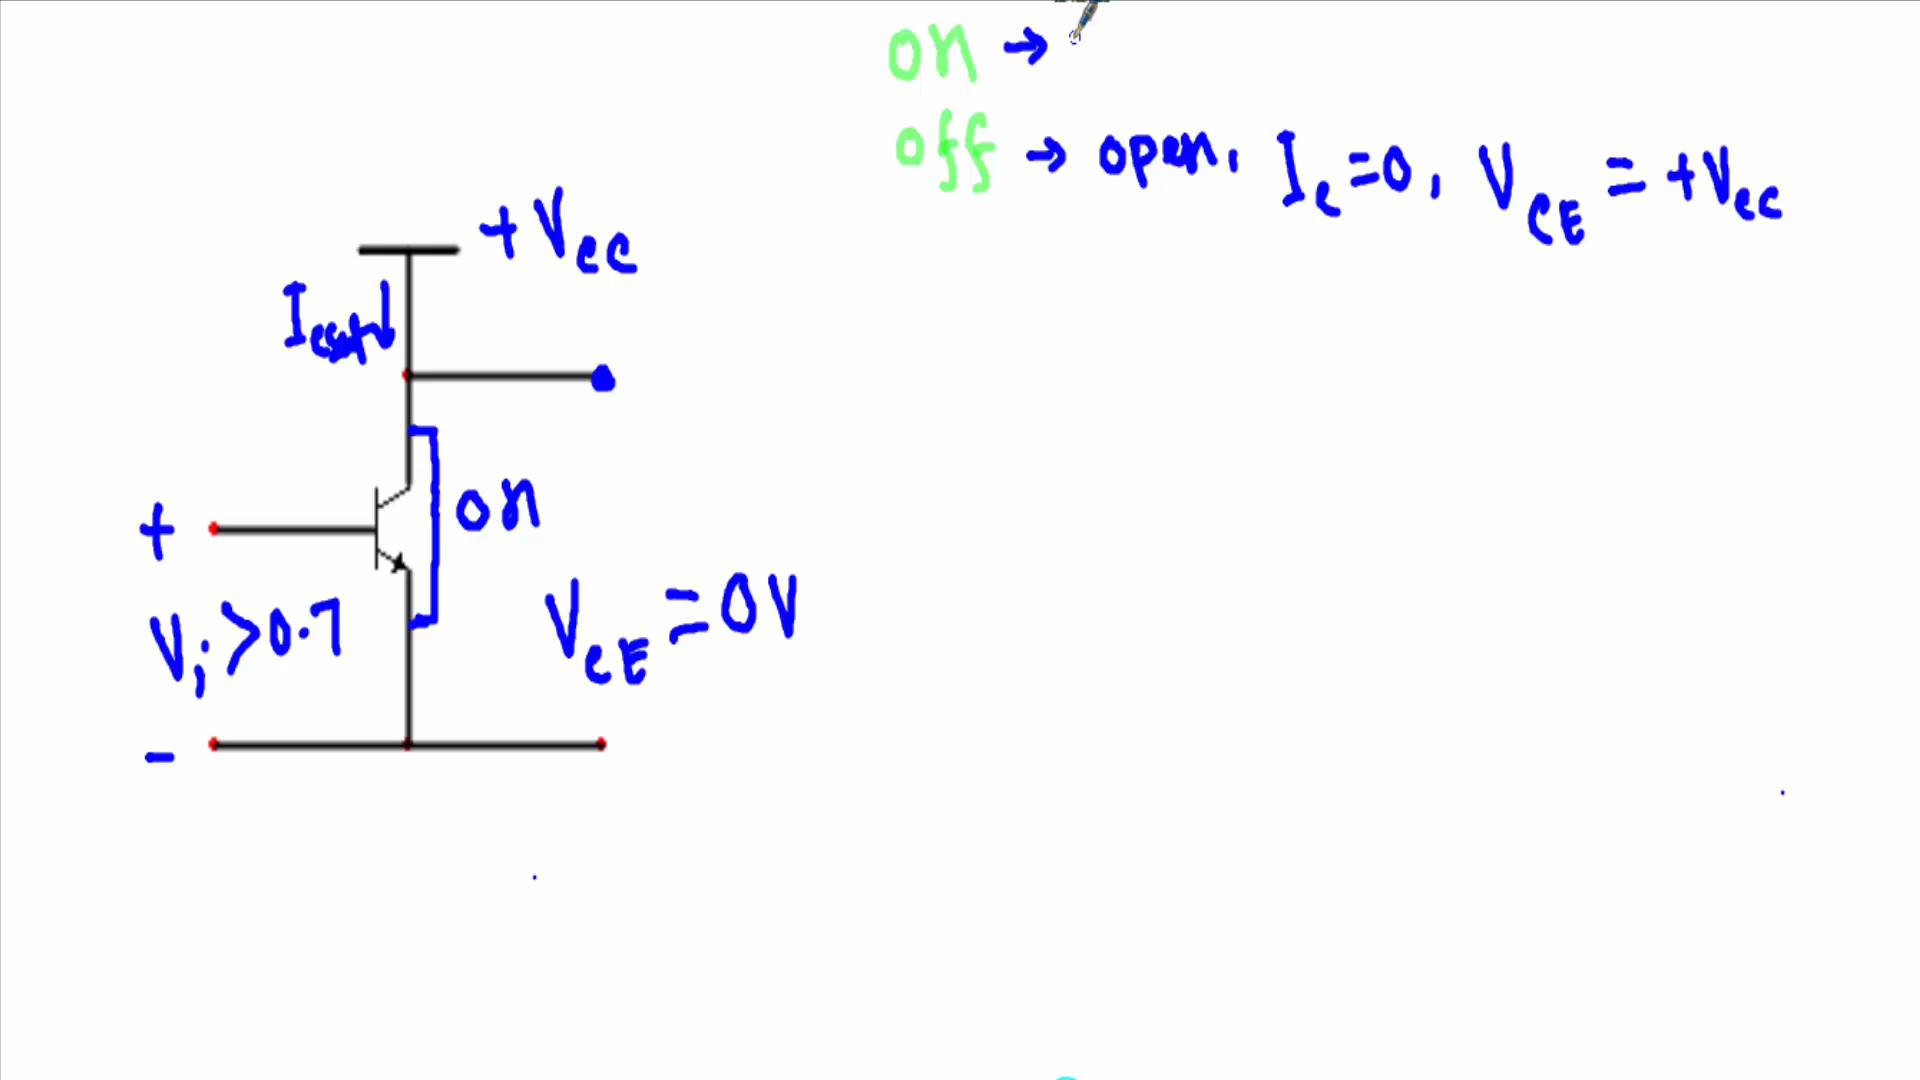 on →
off → open, Ic=0, VCE = +Vcc
+Vcc
Icsat↓
+
on
Vi>0.7
VCE=0V
-